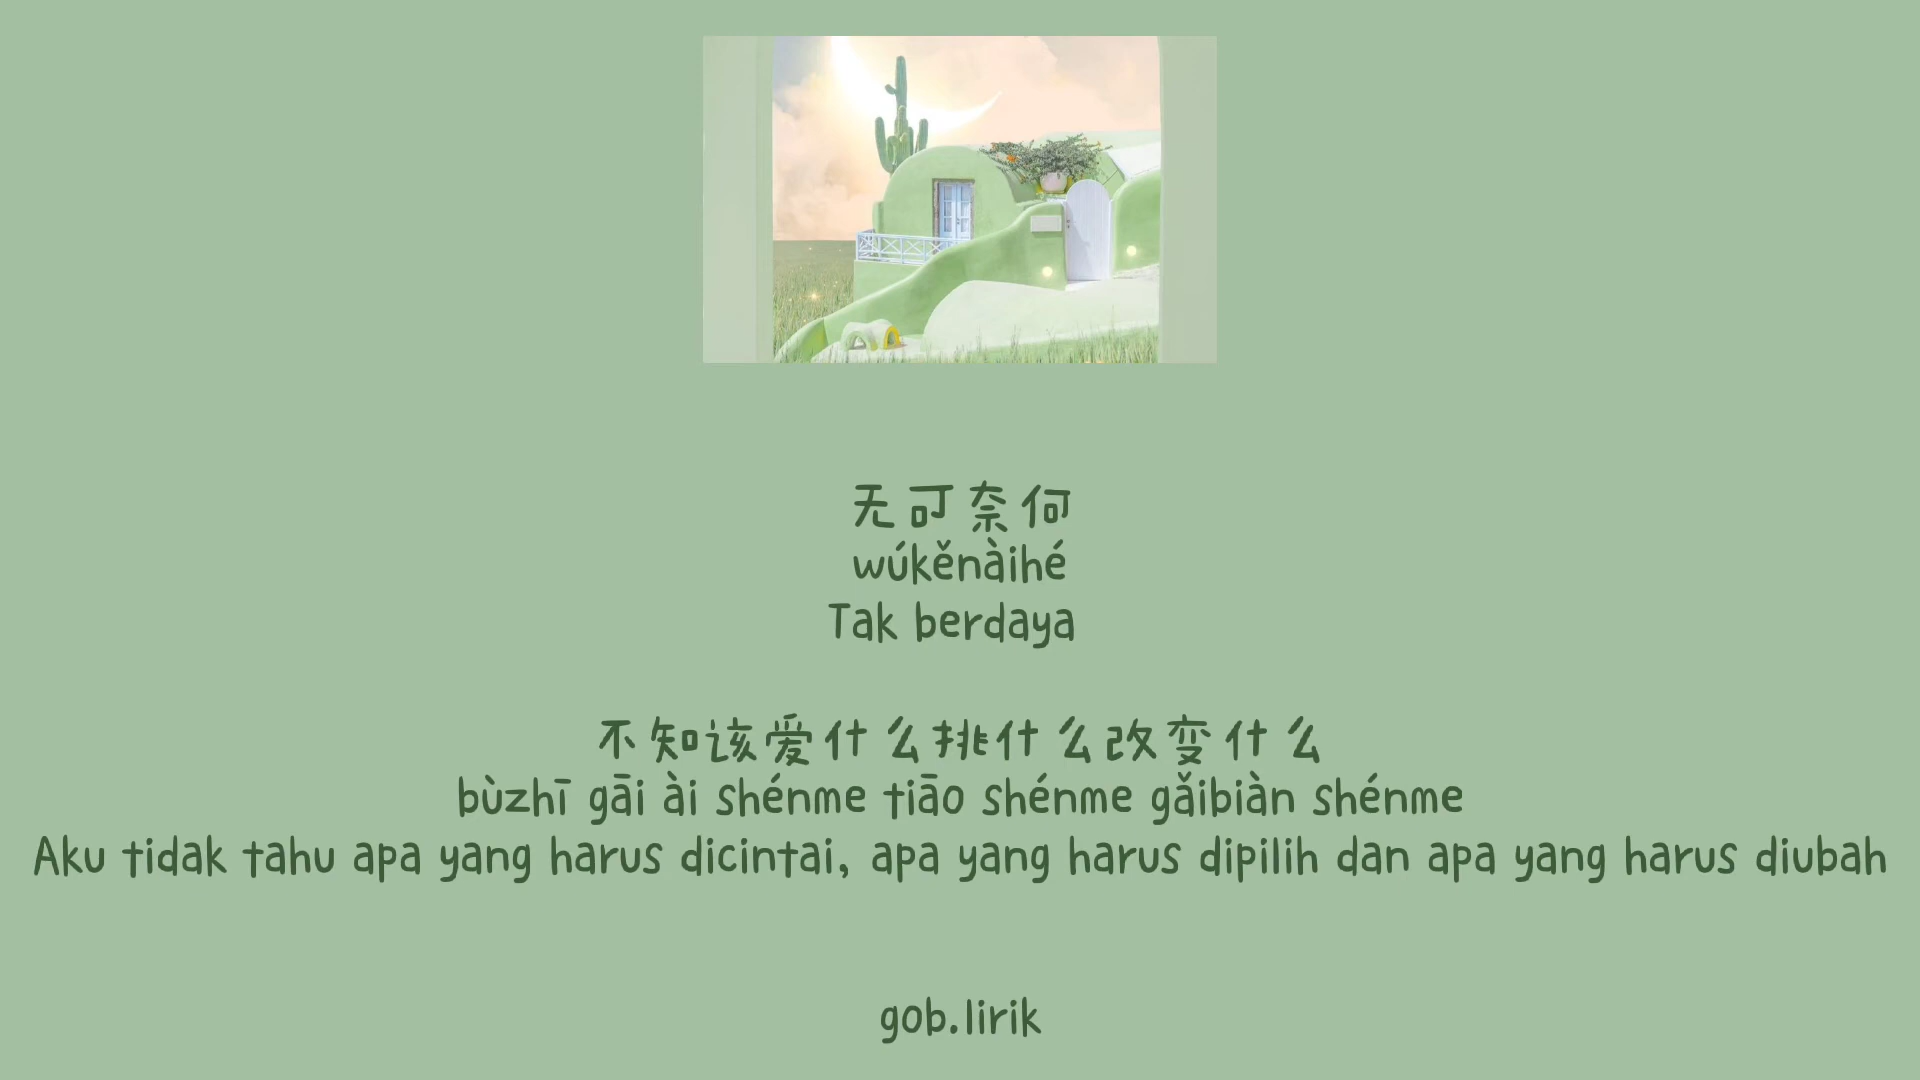 无可奈何
wúkěnàihé
Tak berdaya
不知该爱什么挑什么改变什么
bùzhī gāi ài shénme tiāo shénme gǎibiàn shénme
Aku tidak tahu apa yang harus dicintai, apa yang harus dipilih dan apa yang harus diubah
gob.lirik